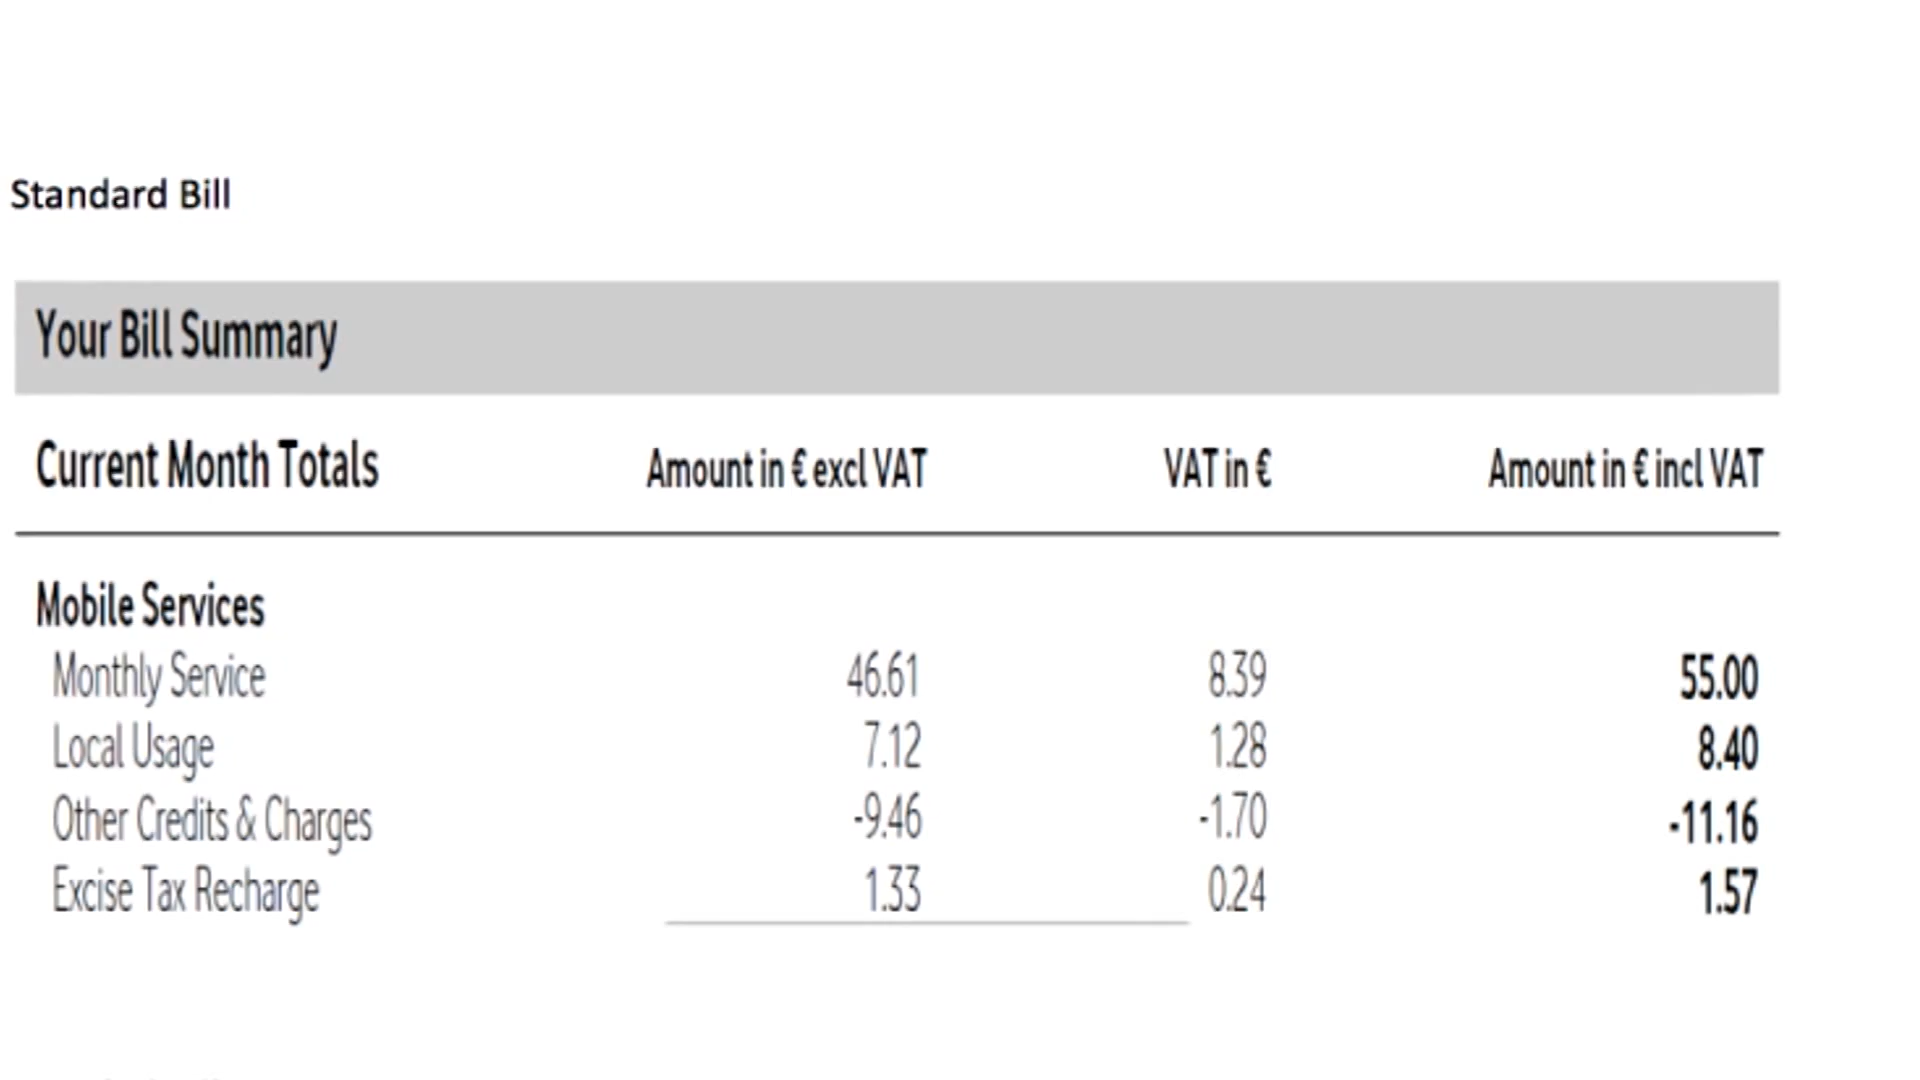 Standard Bill
Your Bill Summary
Current Month Totals Amount in € excl VAT VAT in € Amount in € incl VAT
Mobile Services
Monthly Service 46.61 8.39 55.00
Local Usage 7.12 1.28 8.40
Other Credits & Charges -9.46 -1.70 -11.16
Excise Tax Recharge 1.33 0.24 1.57